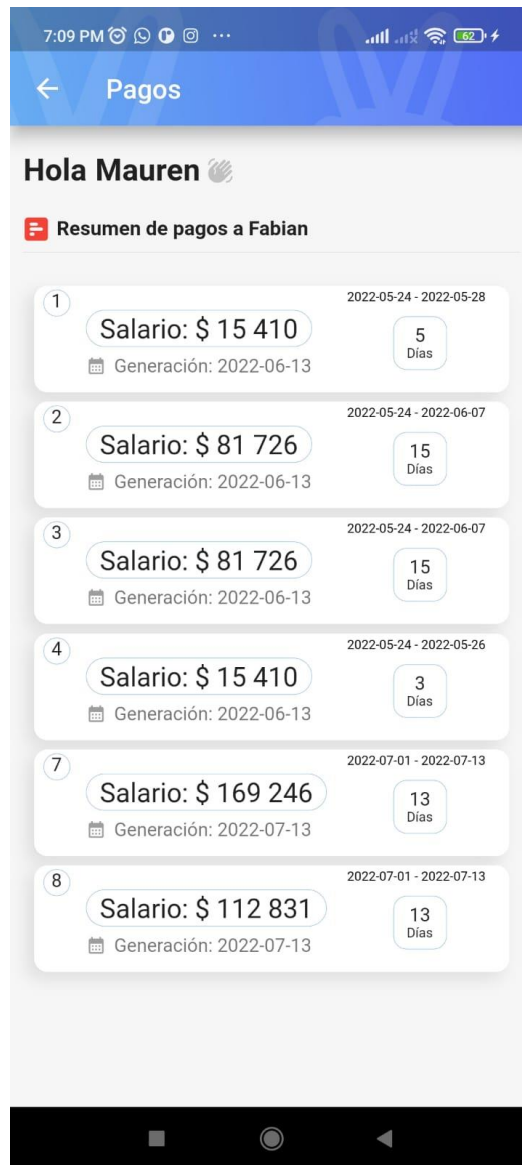 7:09 PM ...
62
Pagos
Hola Mauren
Resumen de pagos a Fabian
1
2022-05-24 - 2022-05-28
Salario: $ 15 410
5
Días
Generación: 2022-06-13
2
2022-05-24 - 2022-06-07
Salario: $ 81 726
15
Días
Generación: 2022-06-13
3
2022-05-24 - 2022-06-07
Salario: $ 81 726
15
Días
Generación: 2022-06-13
4
2022-05-24 - 2022-05-26
Salario: $ 15 410
3
Días
Generación: 2022-06-13
7
2022-07-01 - 2022-07-13
Salario: $ 169 246
13
Días
Generación: 2022-07-13
8
2022-07-01 - 2022-07-13
Salario: $ 112 831
13
Días
Generación: 2022-07-13